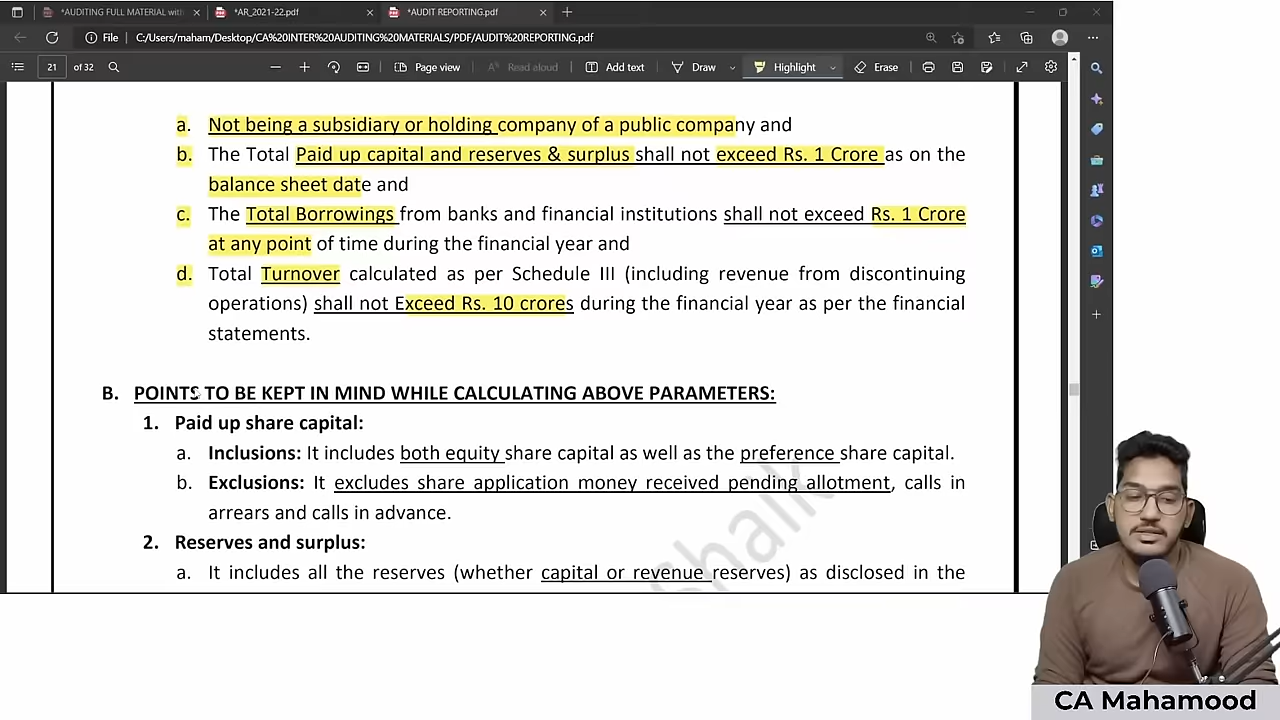 *AUDITING FULL MATERIAL with
*AR_2021-22.pdf
*AUDIT REPORTING.pdf
File
C:/Users/maham/Desktop/CA%20INTER%20AUDITING%20MATERIALS/PDF/AUDIT%20REPORTING.pdf
21 of 32
Page view
Read aloud
Add text
Draw
Highlight
Erase
a. Not being a subsidiary or holding company of a public company and
b. The Total Paid up capital and reserves & surplus shall not exceed Rs. 1 Crore as on the
balance sheet date and
c. The Total Borrowings from banks and financial institutions shall not exceed Rs. 1 Crore
at any point of time during the financial year and
d. Total Turnover calculated as per Schedule III (including revenue from discontinuing
operations) shall not Exceed Rs. 10 crores during the financial year as per the financial
statements.
B. POINTS TO BE KEPT IN MIND WHILE CALCULATING ABOVE PARAMETERS:
1. Paid up share capital:
a. Inclusions: It includes both equity share capital as well as the preference share capital.
b. Exclusions: It excludes share application money received pending allotment, calls in
arrears and calls in advance.
2. Reserves and surplus:
a. It includes all the reserves (whether capital or revenue reserves) as disclosed in the
CA Mahamood